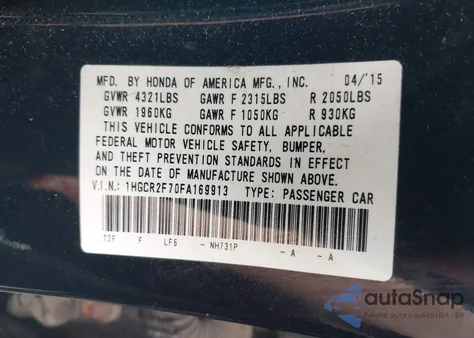 MFD. BY HONDA OF AMERICA MFG., INC. 04/'15
GVWR 4321LBS GAWR F 2315LBS R 2050LBS
GVWR 1960KG GAWR F 1050KG R 930KG
THIS VEHICLE CONFORMS TO ALL APPLICABLE
FEDERAL MOTOR VEHICLE SAFETY, BUMPER,
AND THEFT PREVENTION STANDARDS IN EFFECT
ON THE DATE OF MANUFACTURE SHOWN ABOVE.
V.I.N.: 1HGCR2F70FA169913 TYPE: PASSENGER CAR
T2F F LF6 - NH731P - A - A
autoSnap